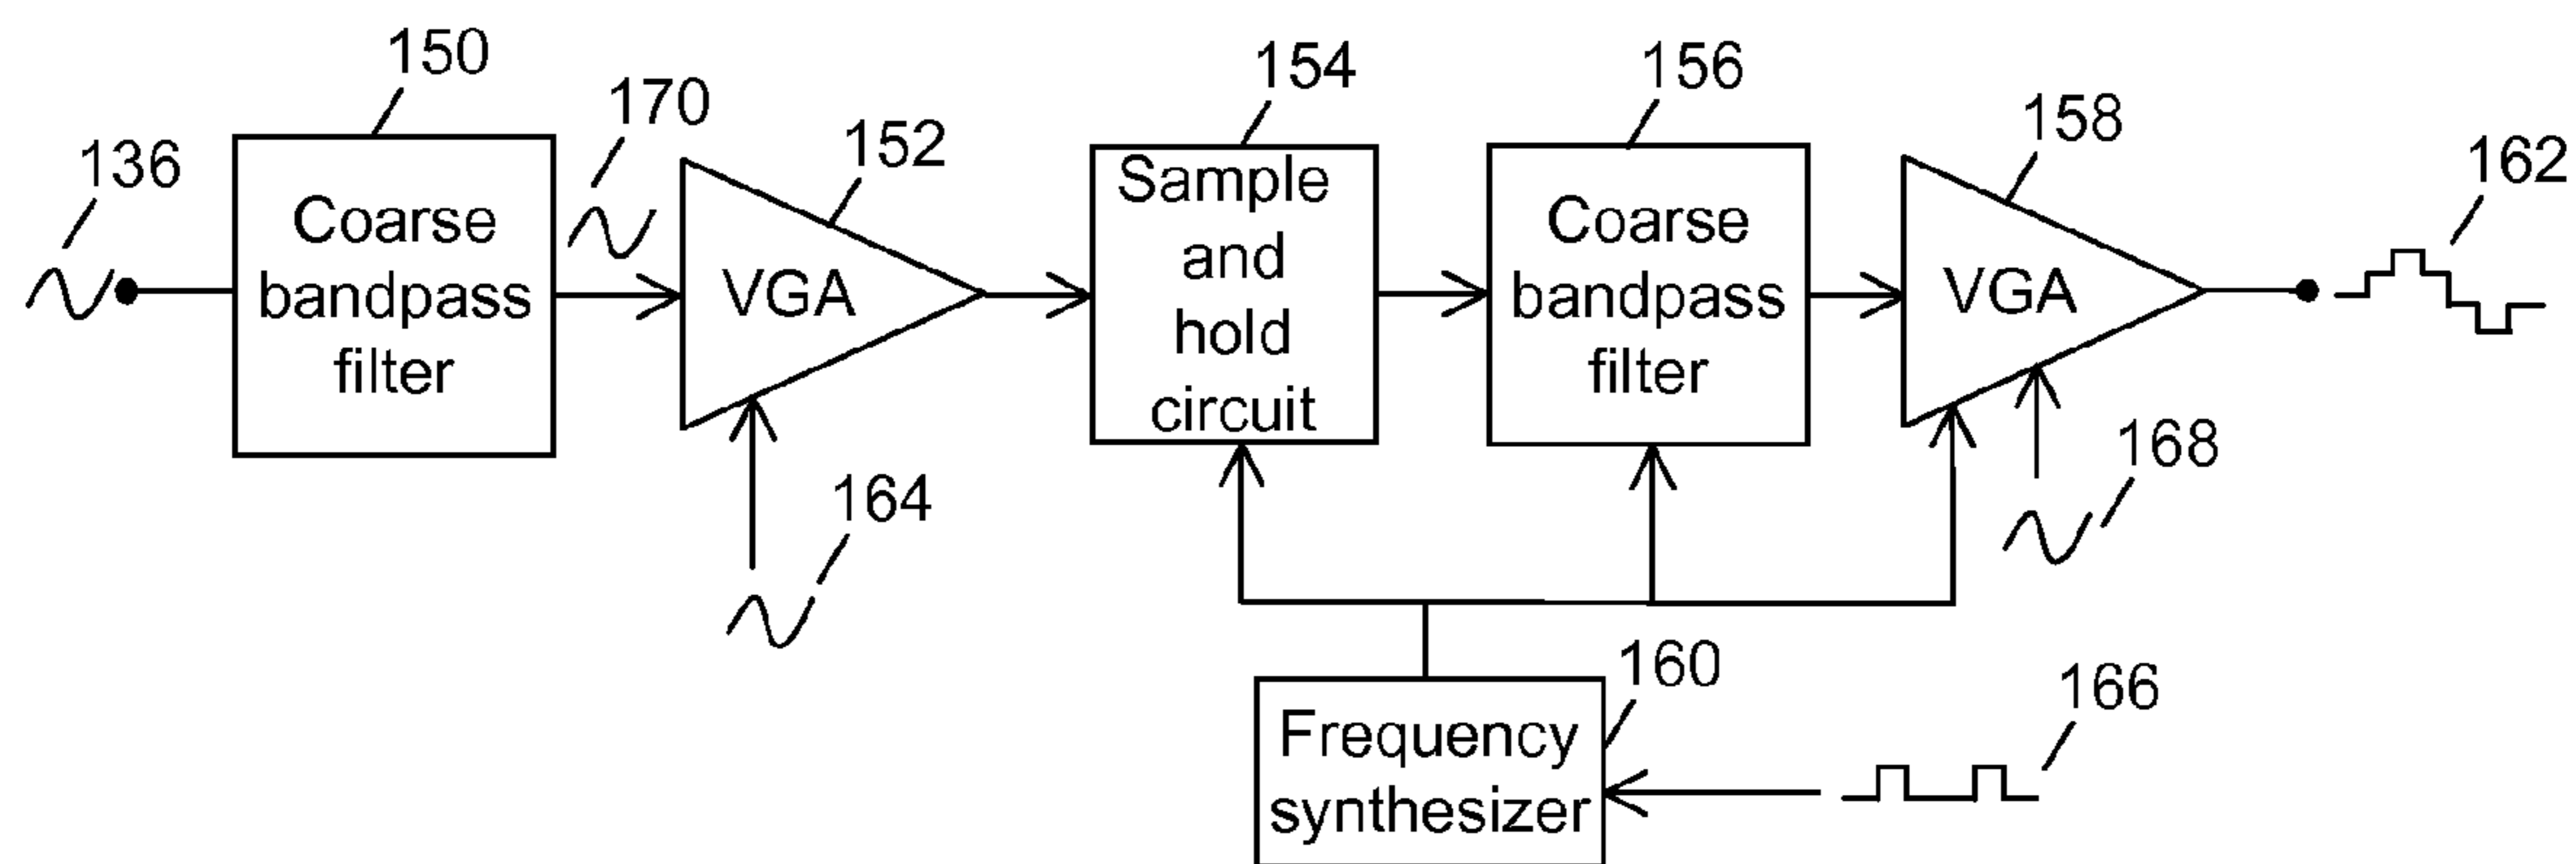 150
170
152
154
156
158
162
136
Coarse
bandpass
filter
VGA
Sample
and
hold
circuit
Coarse
bandpass
filter
VGA
164
168
160
166
Frequency
synthesizer